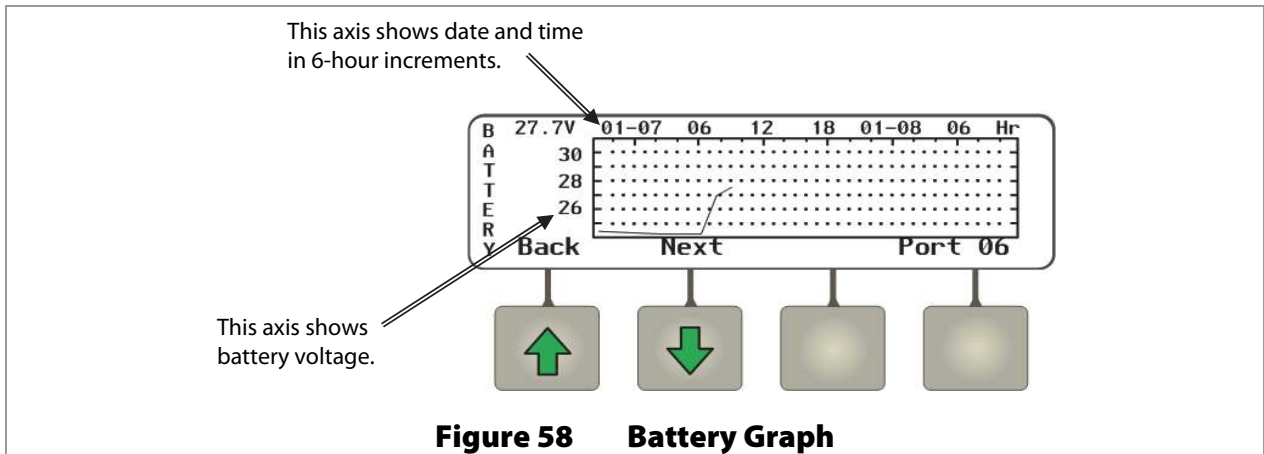 This axis shows date and time
in 6-hour increments.
BATTERY
27.7V 01-07 06 12 18 01-08 06 Hr
30
28
26
Back Next Port 06
This axis shows
battery voltage.
Figure 58 Battery Graph